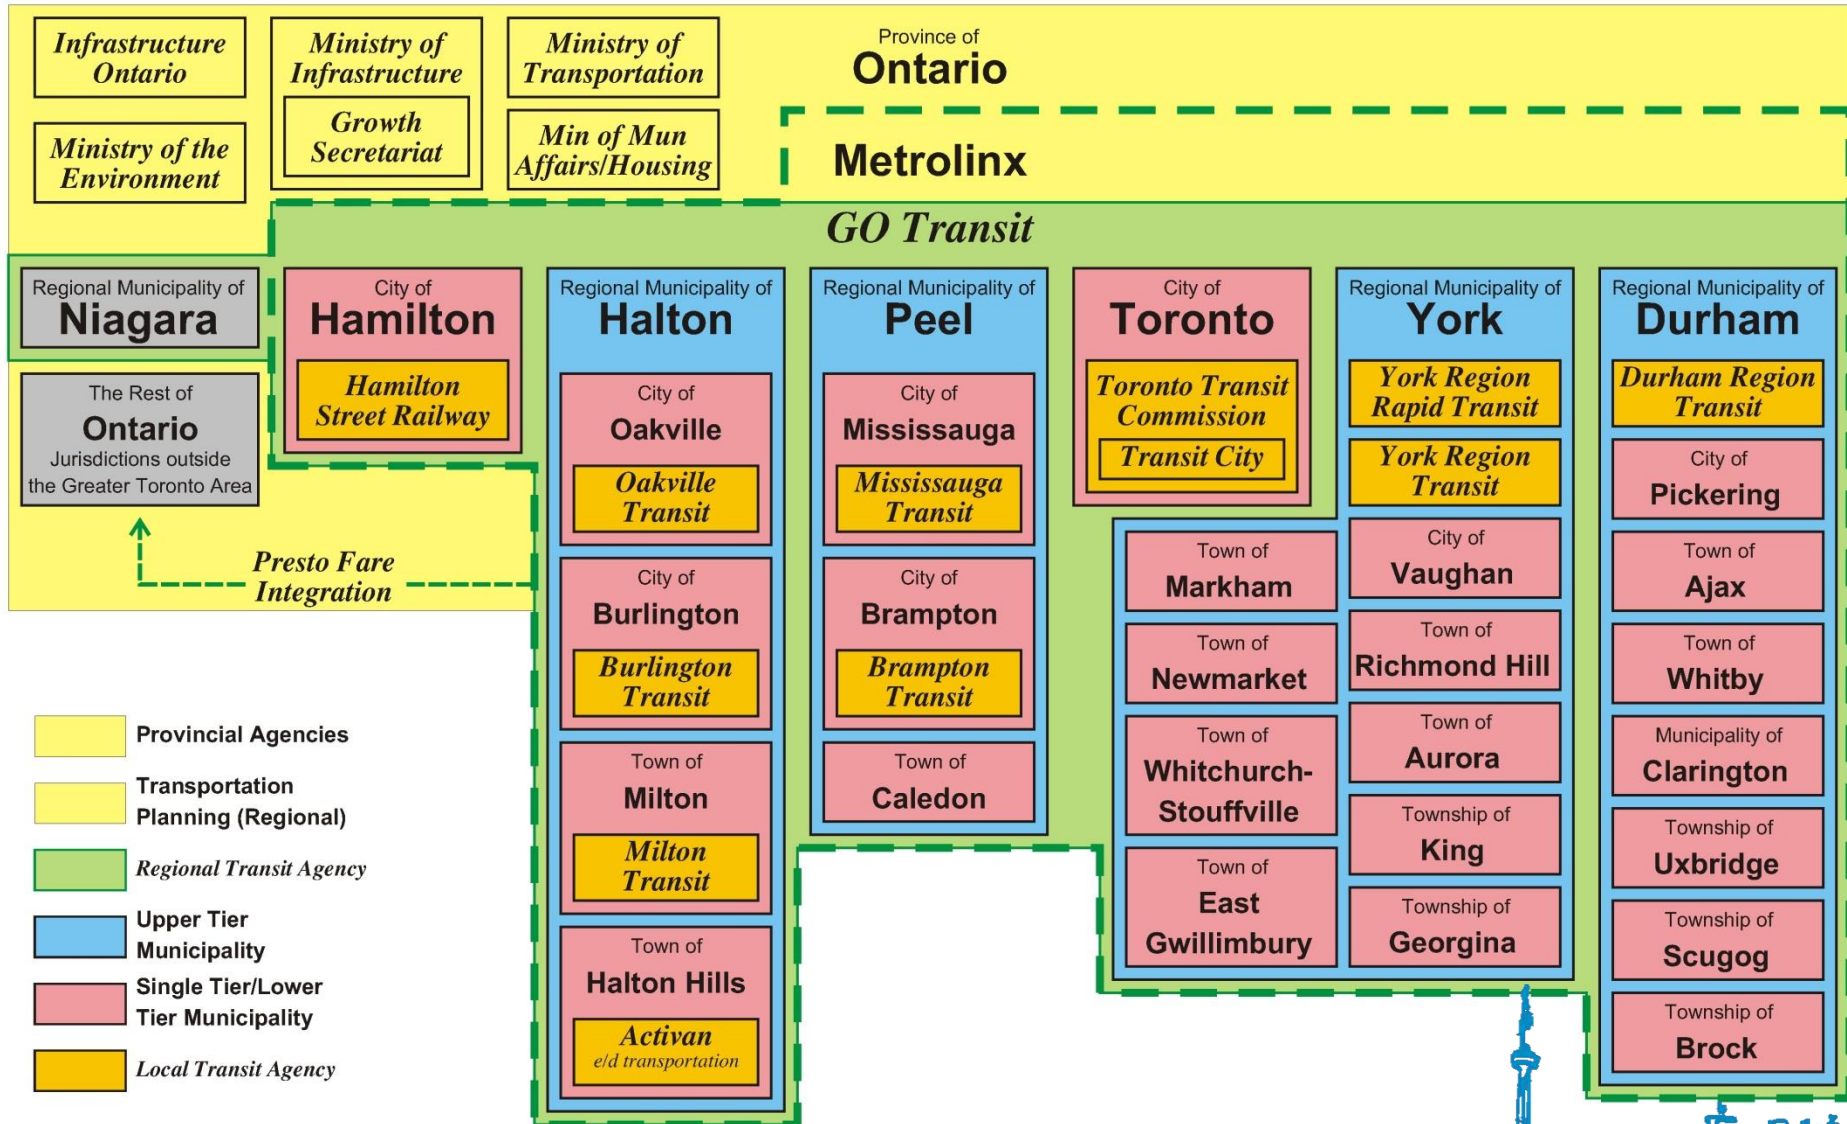 Infrastructure
Ontario
Ministry of
Infrastructure
Growth
Secretariat
Ministry of
Transportation
Province of
Ontario
Ministry of the
Environment
Min of Mun
Affairs/Housing
Metrolinx
GO Transit
Regional Municipality of
Niagara
The Rest of
Ontario
Jurisdictions outside
the Greater Toronto Area
Presto Fare
Integration
City of
Hamilton
Hamilton
Street Railway
Regional Municipality of
Halton
City of
Oakville
Oakville
Transit
City of
Burlington
Burlington
Transit
Town of
Milton
Milton
Transit
Town of
Halton Hills
Activan
e/d transportation
Regional Municipality of
Peel
City of
Mississauga
Mississauga
Transit
City of
Brampton
Brampton
Transit
Town of
Caledon
City of
Toronto
Toronto Transit
Commission
Transit City
Regional Municipality of
York
York Region
Rapid Transit
York Region
Transit
Town of
Markham
Town of
Newmarket
Town of
Whitchurch-
Stouffville
Town of
East
Gwillimbury
City of
Vaughan
Town of
Richmond Hill
Town of
Aurora
Township of
King
Township of
Georgina
Regional Municipality of
Durham
Durham Region
Transit
City of
Pickering
Town of
Ajax
Town of
Whitby
Municipality of
Clarington
Township of
Uxbridge
Township of
Scugog
Township of
Brock
Provincial Agencies
Transportation
Planning (Regional)
Regional Transit Agency
Upper Tier
Municipality
Single Tier/Lower
Tier Municipality
Local Transit Agency